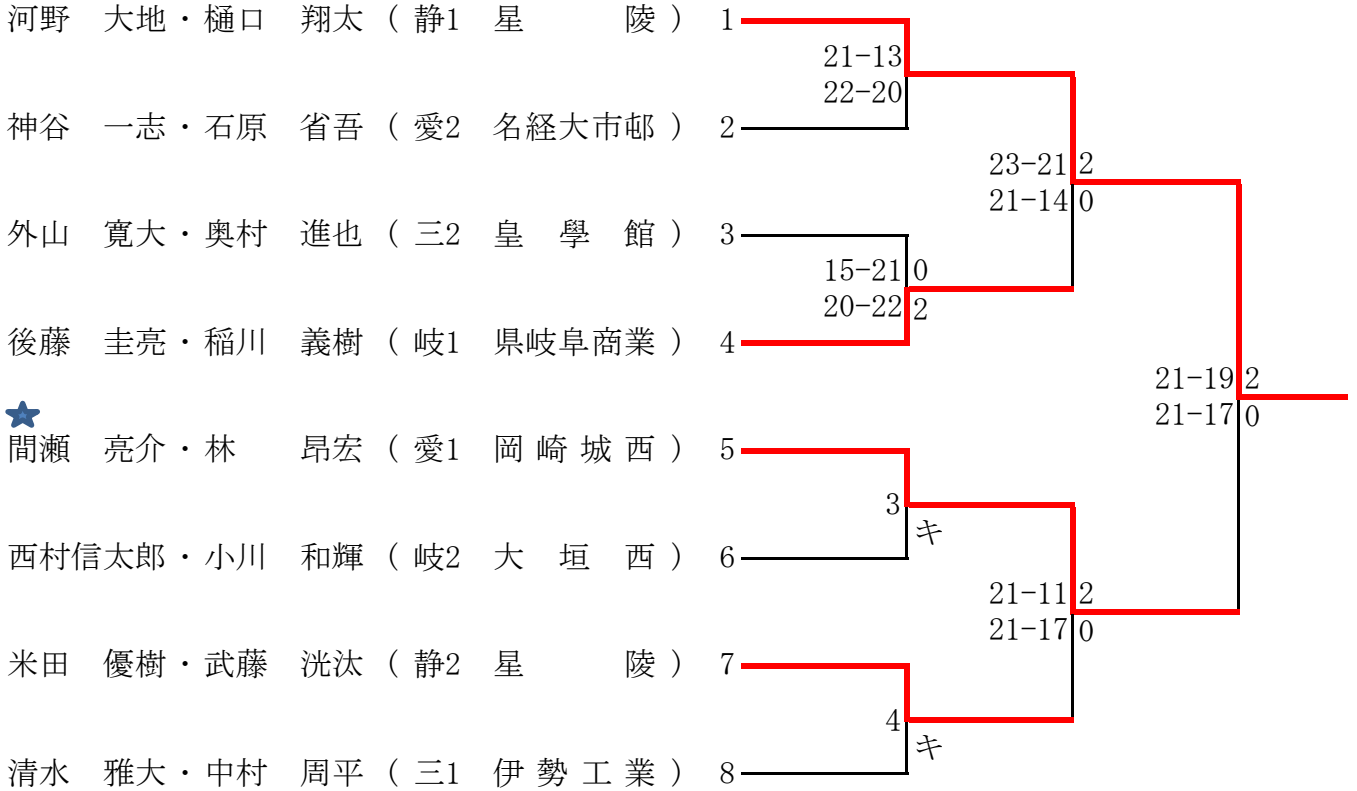 河野　大地・樋口　翔太（ 静1　星　　　陵 ） 1
21-13
22-20
神谷　一志・石原　省吾（ 愛2　名経大市邨 ） 2
23-21 2
21-14 0
外山　寛大・奥村　進也（ 三2　皇　學　館 ） 3
15-21 0
20-22 2
後藤　圭亮・稲川　義樹（ 岐1　県岐阜商業 ） 4
21-19 2
21-17 0
間瀬　亮介・林　　昂宏（ 愛1　岡 崎 城 西 ） 5
3
キ
西村信太郎・小川　和輝（ 岐2　大　垣　西 ） 6
21-11 2
21-17 0
米田　優樹・武藤　洸汰（ 静2　星　　　陵 ） 7
4
キ
清水　雅大・中村　周平（ 三1　伊 勢 工 業 ） 8